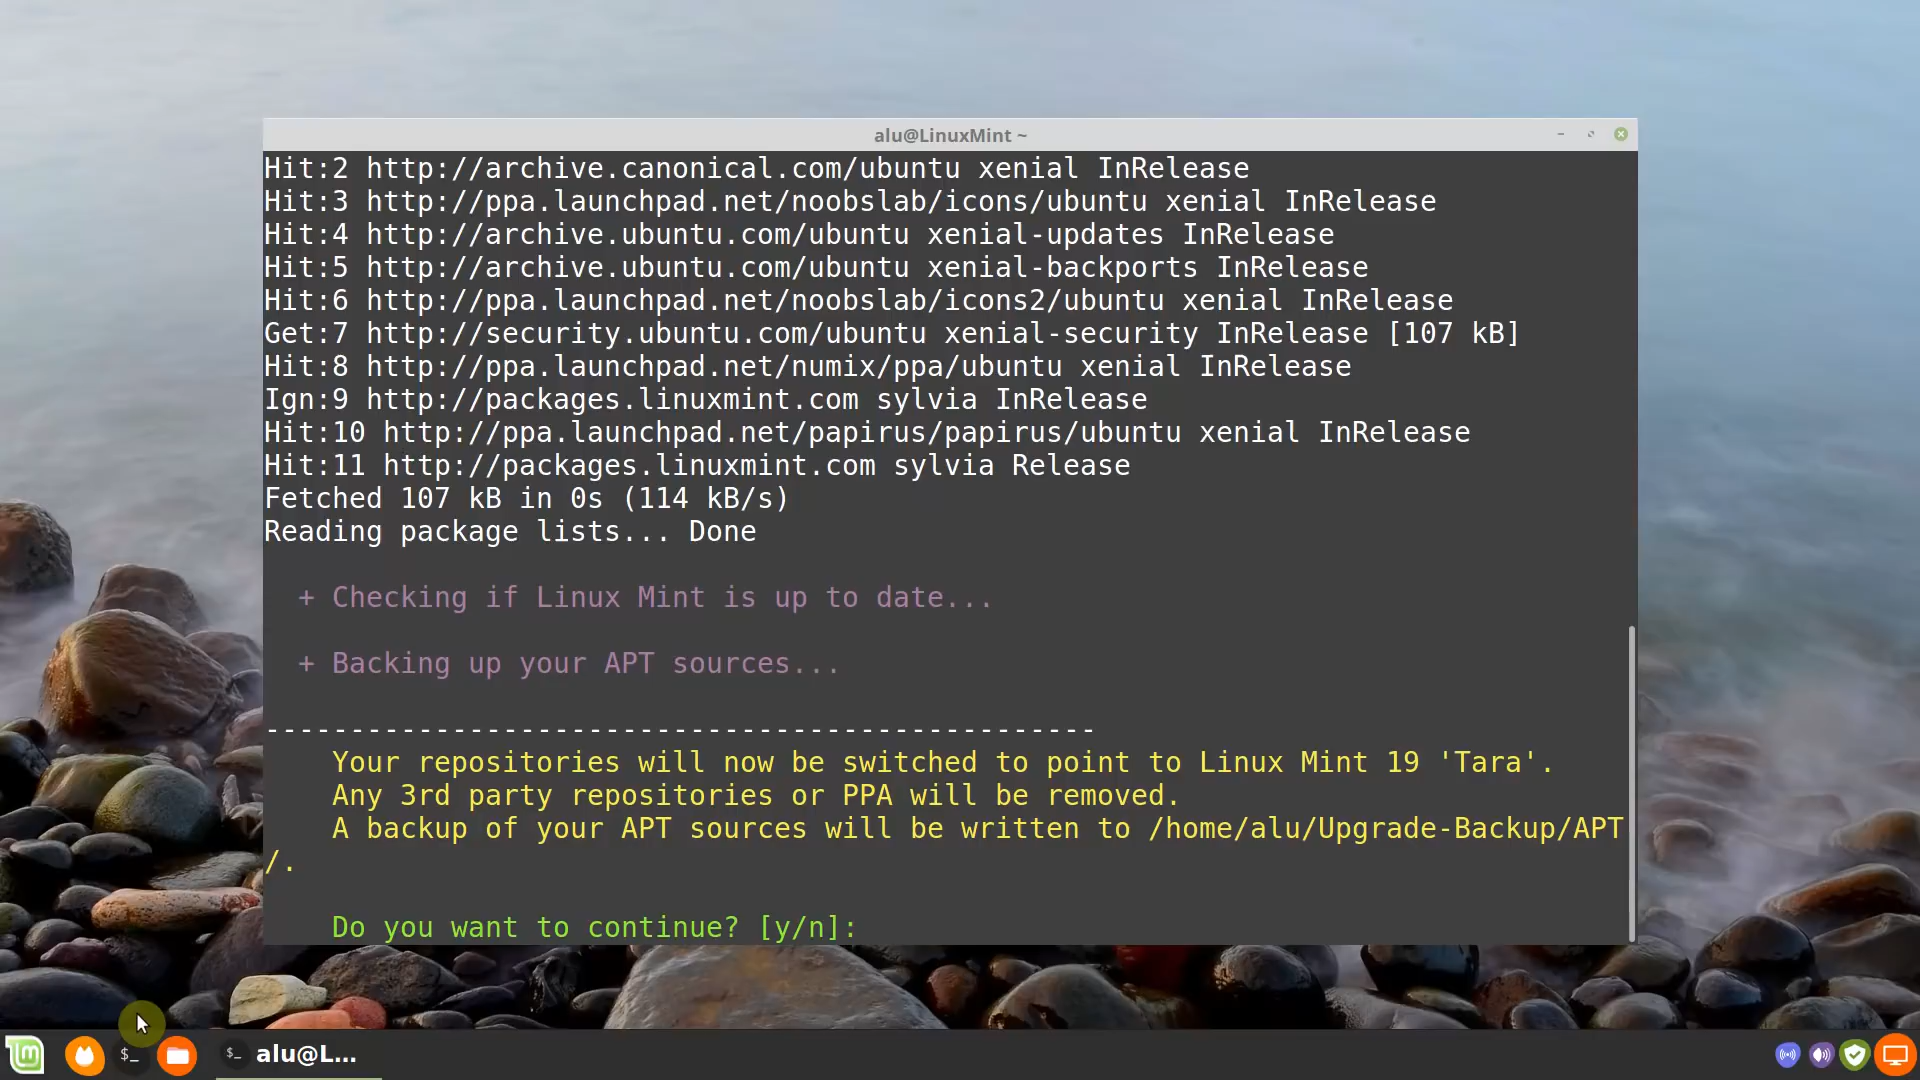 alu@LinuxMint ~
Hit:2 http://archive.canonical.com/ubuntu xenial InRelease
Hit:3 http://ppa.launchpad.net/noobslab/icons/ubuntu xenial InRelease
Hit:4 http://archive.ubuntu.com/ubuntu xenial-updates InRelease
Hit:5 http://archive.ubuntu.com/ubuntu xenial-backports InRelease
Hit:6 http://ppa.launchpad.net/noobslab/icons2/ubuntu xenial InRelease
Get:7 http://security.ubuntu.com/ubuntu xenial-security InRelease [107 kB]
Hit:8 http://ppa.launchpad.net/numix/ppa/ubuntu xenial InRelease
Ign:9 http://packages.linuxmint.com sylvia InRelease
Hit:10 http://ppa.launchpad.net/papirus/papirus/ubuntu xenial InRelease
Hit:11 http://packages.linuxmint.com sylvia Release
Fetched 107 kB in 0s (114 kB/s)
Reading package lists... Done
+ Checking if Linux Mint is up to date...
+ Backing up your APT sources...
-------------------------------------------------
Your repositories will now be switched to point to Linux Mint 19 'Tara'.
Any 3rd party repositories or PPA will be removed.
A backup of your APT sources will be written to /home/alu/Upgrade-Backup/APT
/.
Do you want to continue? [y/n]:
$_ $_ alu@L...